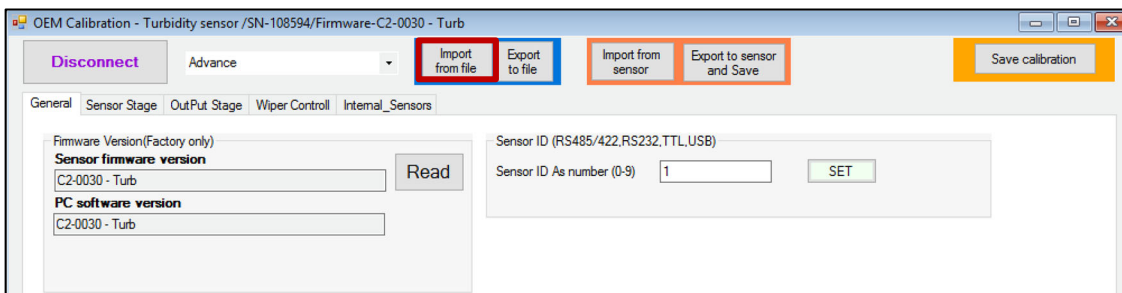 OEM Calibration - Turbidity sensor /SN-108594/Firmware-C2-0030 - Turb
Disconnect
Advance
Import
from file
Export
to file
Import from
sensor
Export to sensor
and Save
Save calibration
General
Sensor Stage
OutPut Stage
Wiper Controll
Internal_Sensors
Firmware Version(Factory only)
Sensor firmware version
C2-0030 - Turb
Read
PC software version
C2-0030 - Turb
Sensor ID (RS485/422,RS232,TTL,USB)
Sensor ID As number (0-9)
1
SET